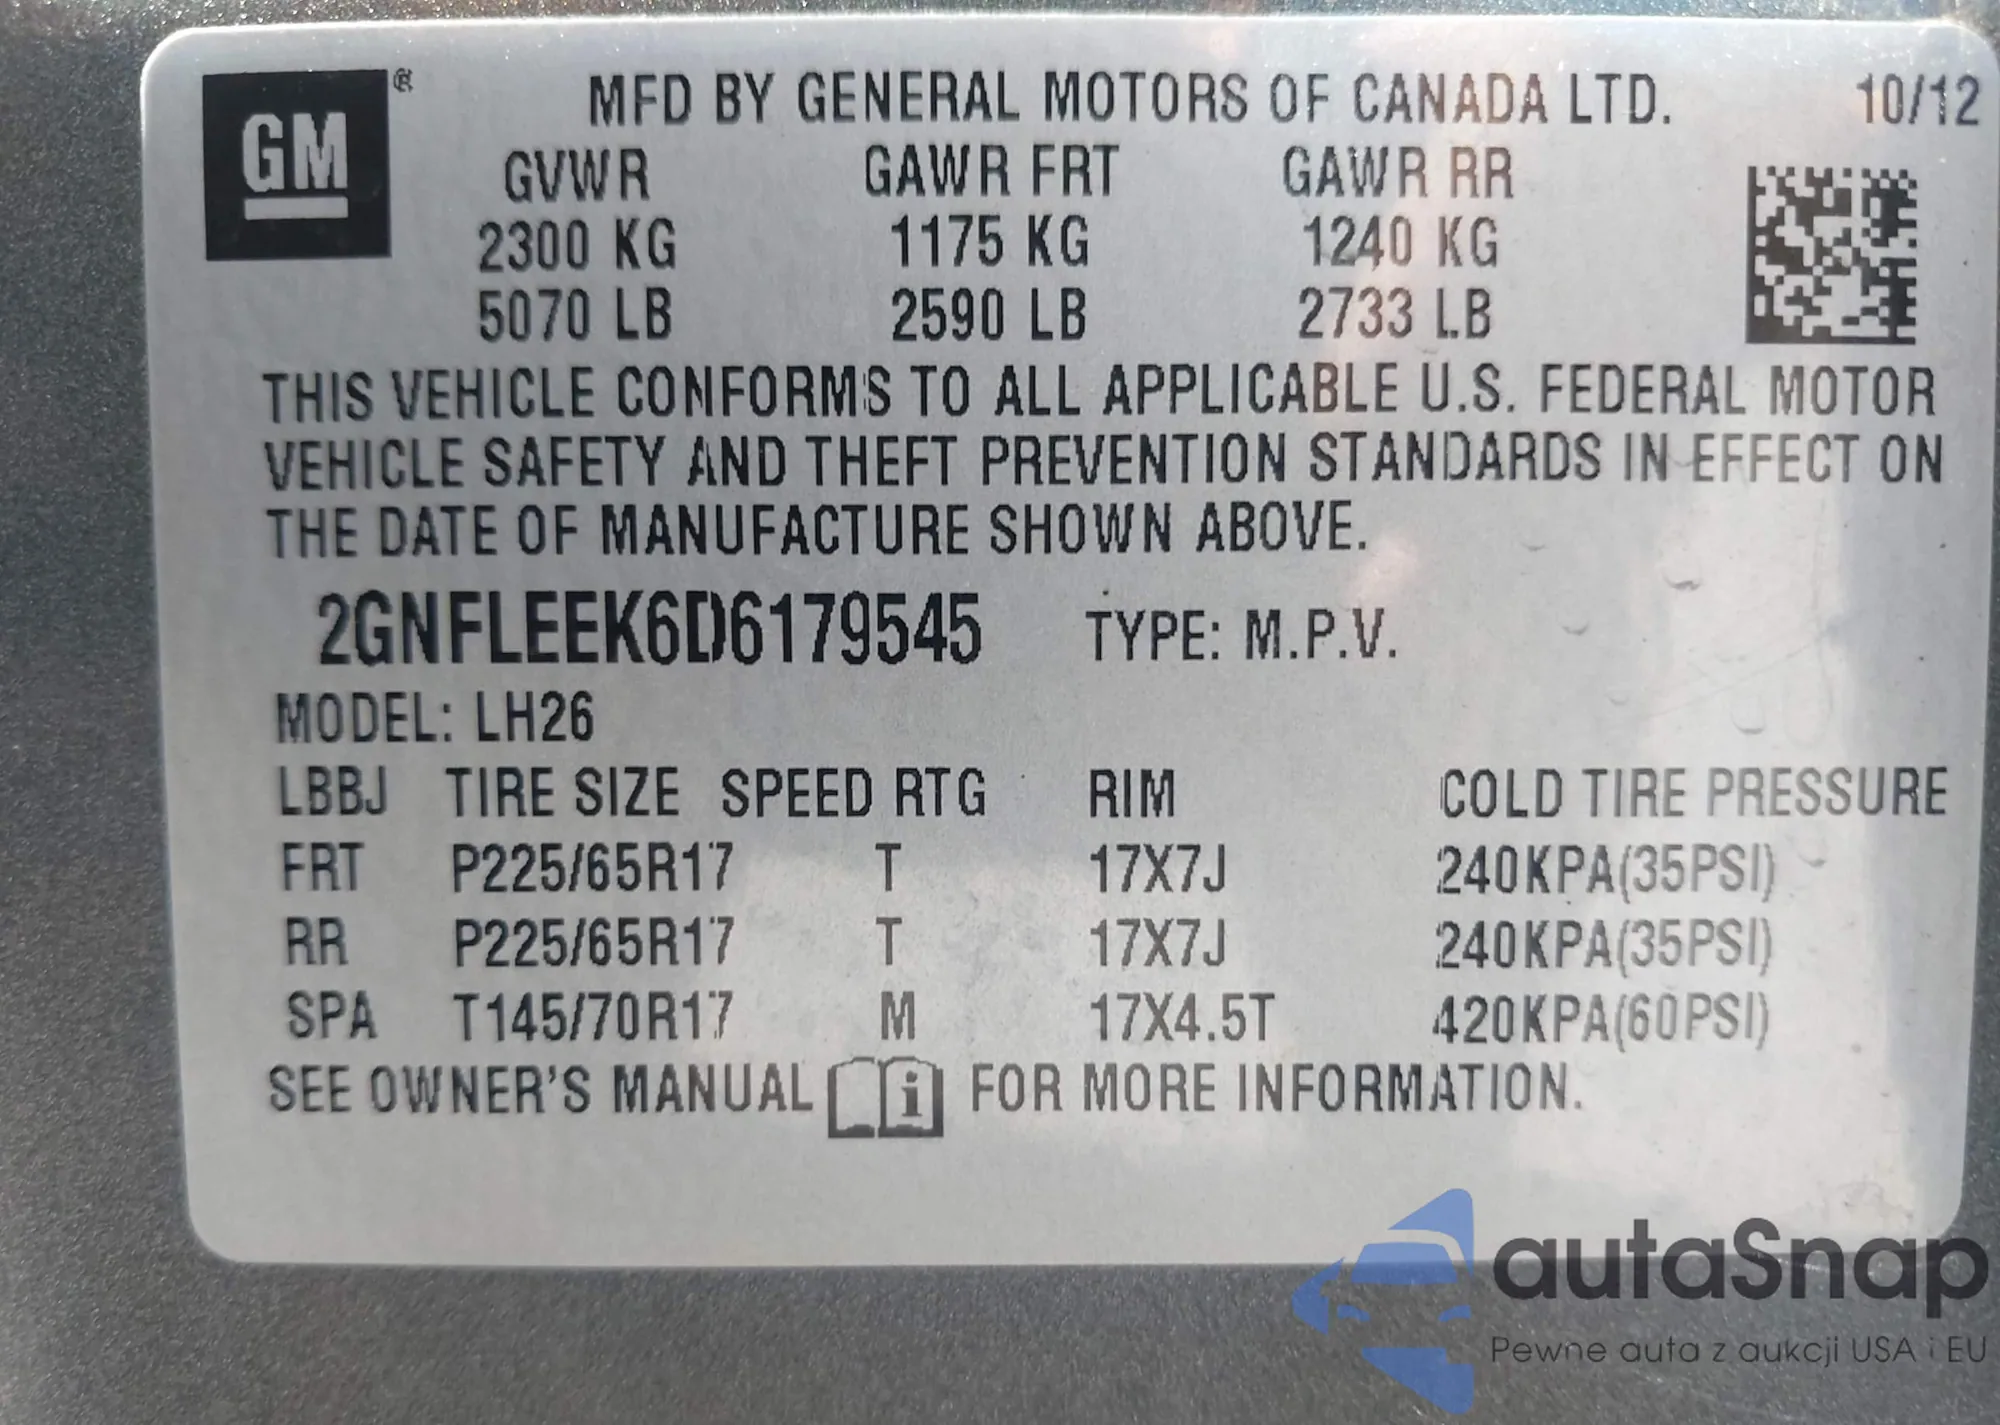 GM ® MFD BY GENERAL MOTORS OF CANADA LTD. 10/12
GVWR GAWR FRT GAWR RR
2300 KG 1175 KG 1240 KG
5070 LB 2590 LB 2733 LB
THIS VEHICLE CONFORMS TO ALL APPLICABLE U.S. FEDERAL MOTOR
VEHICLE SAFETY AND THEFT PREVENTION STANDARDS IN EFFECT ON
THE DATE OF MANUFACTURE SHOWN ABOVE.
2GNFLEEK6D6179545 TYPE: M.P.V.
MODEL: LH26
LBBJ TIRE SIZE SPEED RTG RIM COLD TIRE PRESSURE
FRT P225/65R17 T 17X7J 240KPA(35PSI)
RR P225/65R17 T 17X7J 240KPA(35PSI)
SPA T145/70R17 M 17X4.5T 420KPA(60PSI)
SEE OWNER'S MANUAL i FOR MORE INFORMATION.
autaSnap
Pewne auta z aukcji USA i EU